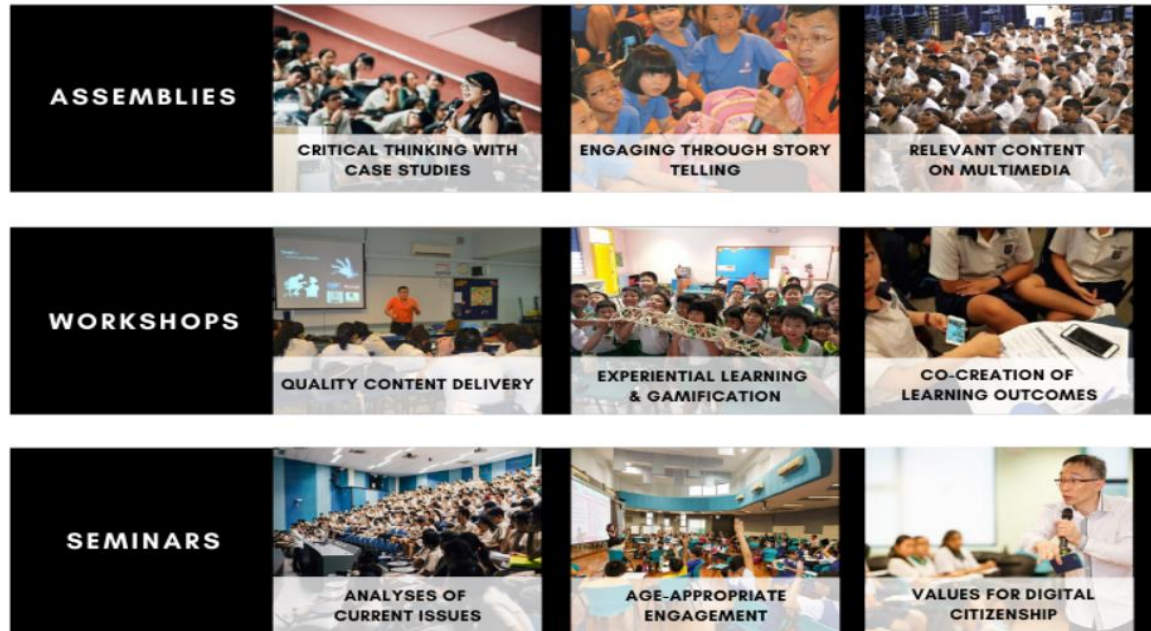 ASSEMBLIES
CRITICAL THINKING WITH
CASE STUDIES
ENGAGING THROUGH STORY
TELLING
RELEVANT CONTENT
ON MULTIMEDIA
WORKSHOPS
QUALITY CONTENT DELIVERY
EXPERIENTIAL LEARNING
& GAMIFICATION
CO-CREATION OF
LEARNING OUTCOMES
SEMINARS
ANALYSES OF
CURRENT ISSUES
AGE-APPROPRIATE
ENGAGEMENT
VALUES FOR DIGITAL
CITIZENSHIP